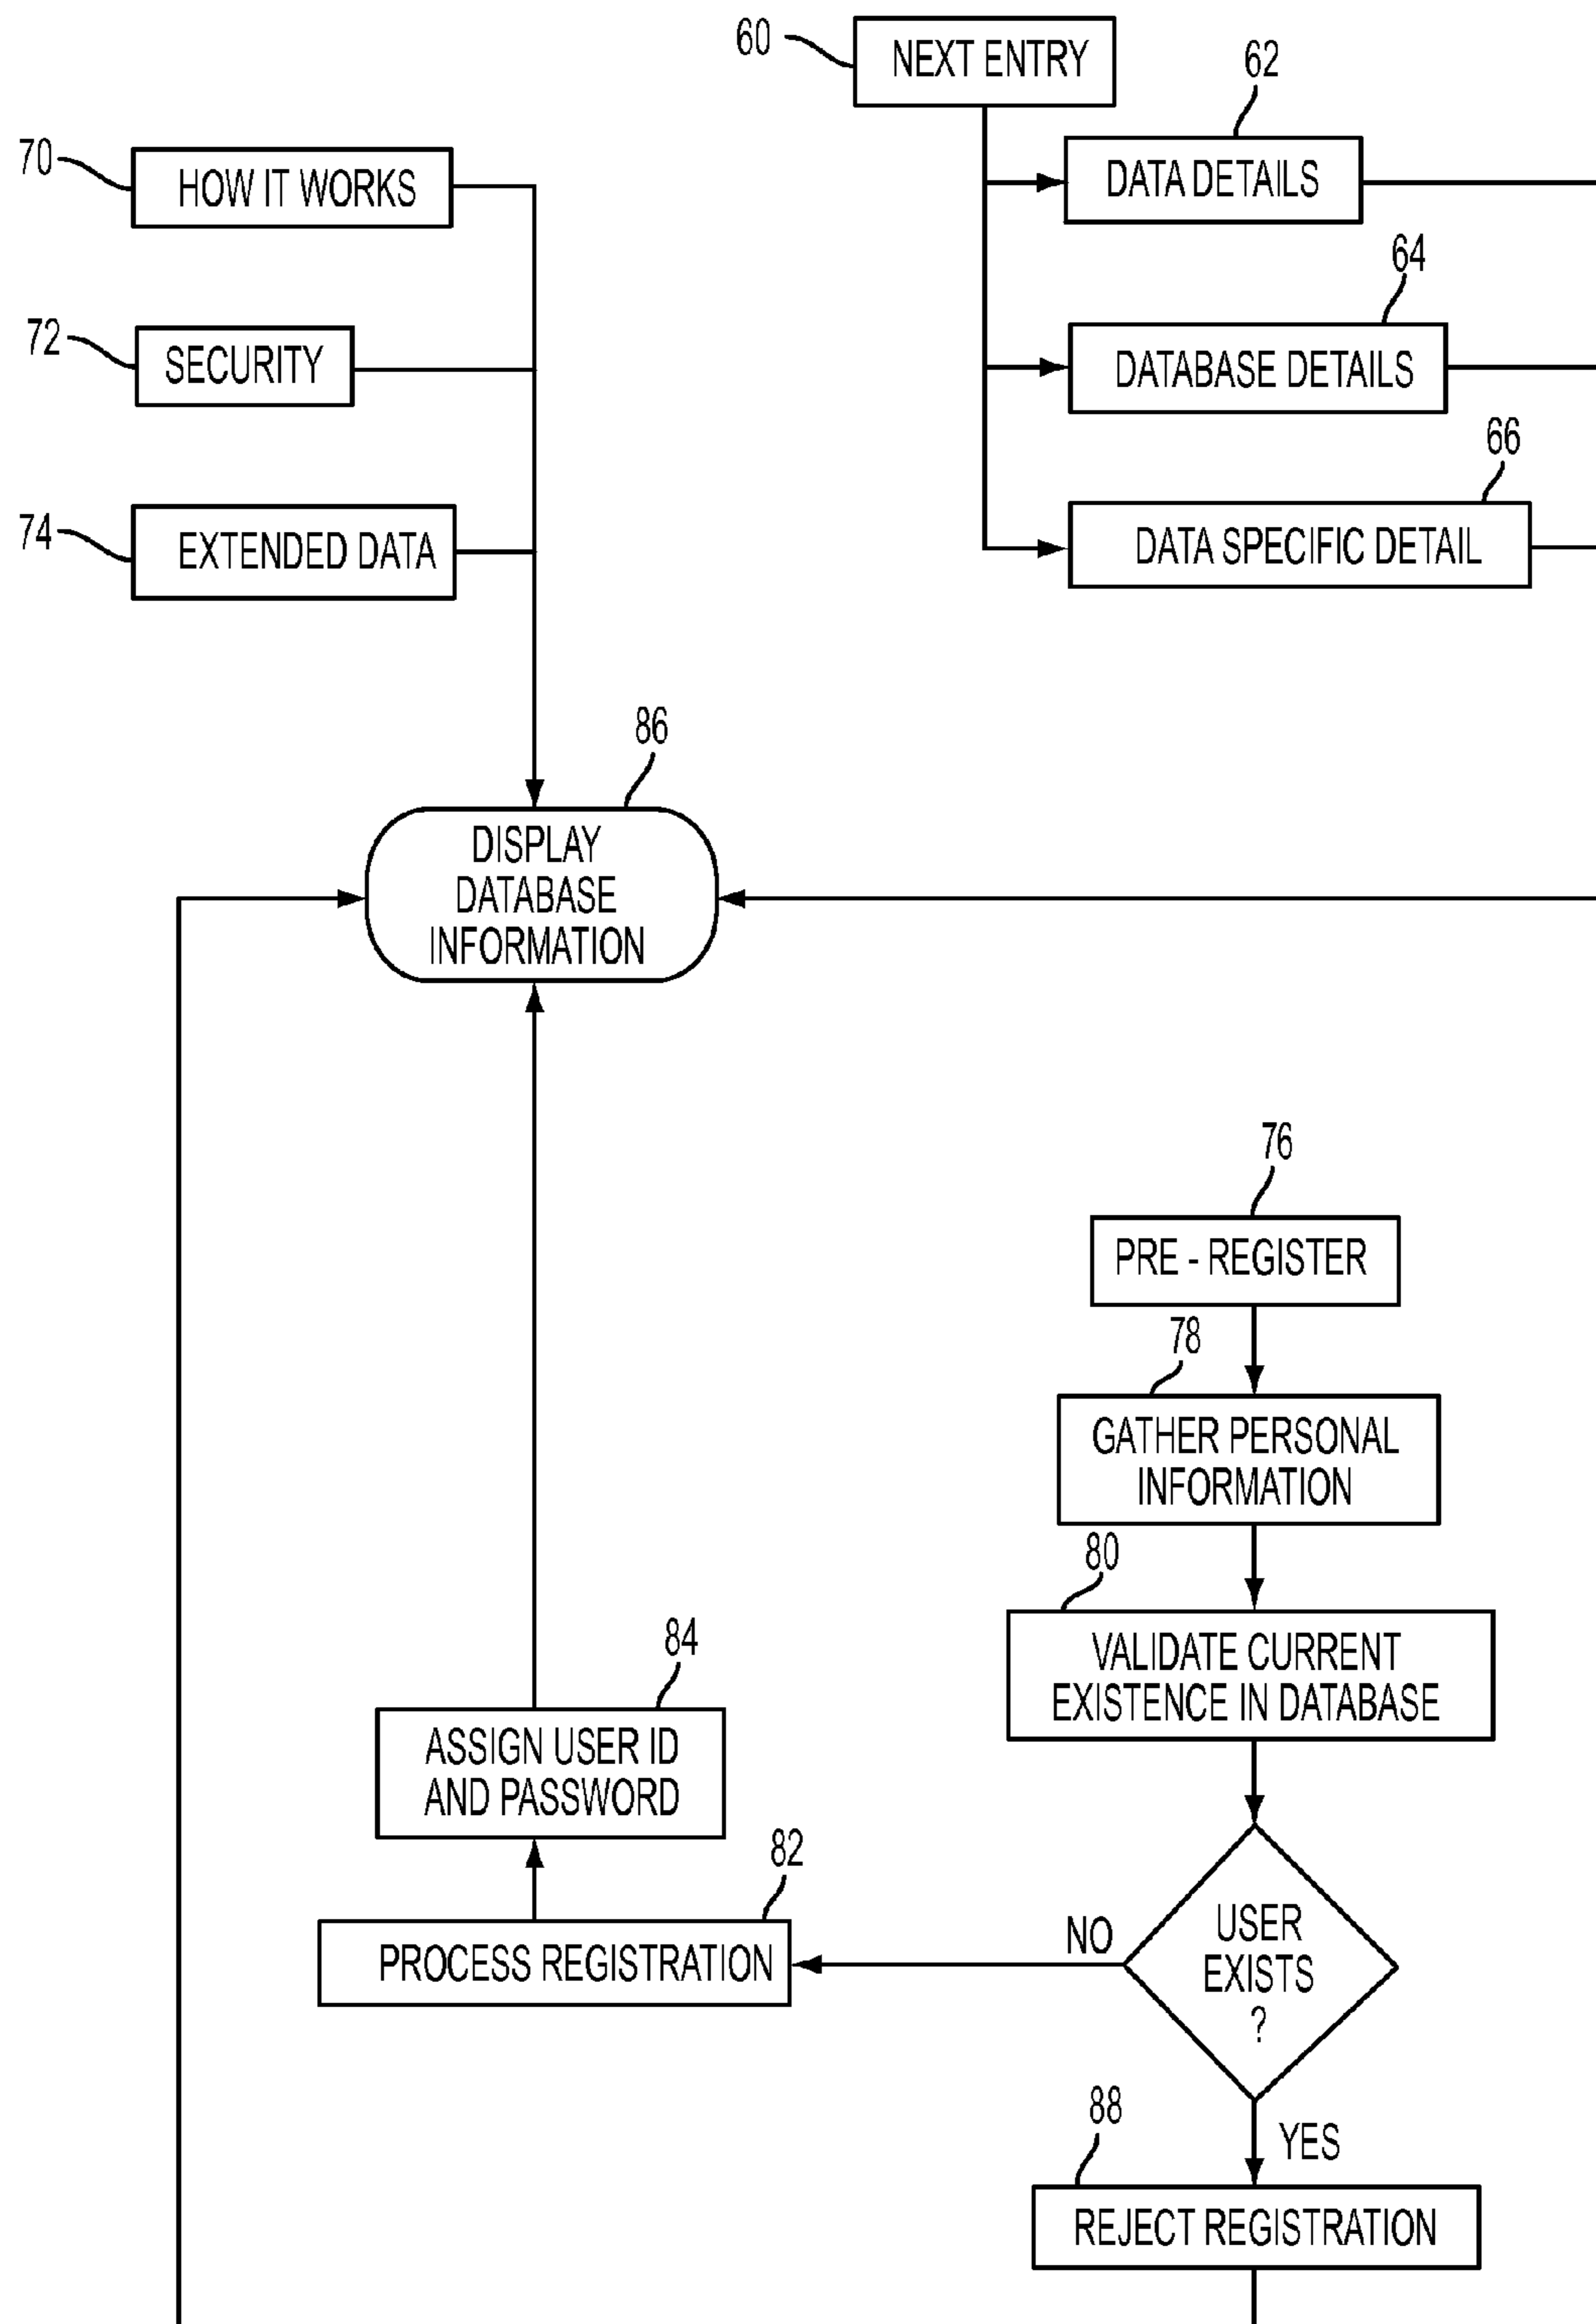 60
NEXT ENTRY
62
DATA DETAILS
70
HOW IT WORKS
64
DATABASE DETAILS
72
SECURITY
66
DATA SPECIFIC DETAIL
74
EXTENDED DATA
86
DISPLAY
DATABASE
INFORMATION
76
PRE - REGISTER
78
GATHER PERSONAL
INFORMATION
80
VALIDATE CURRENT
EXISTENCE IN DATABASE
84
ASSIGN USER ID
AND PASSWORD
82
PROCESS REGISTRATION
NO
USER
EXISTS
?
YES
88
REJECT REGISTRATION